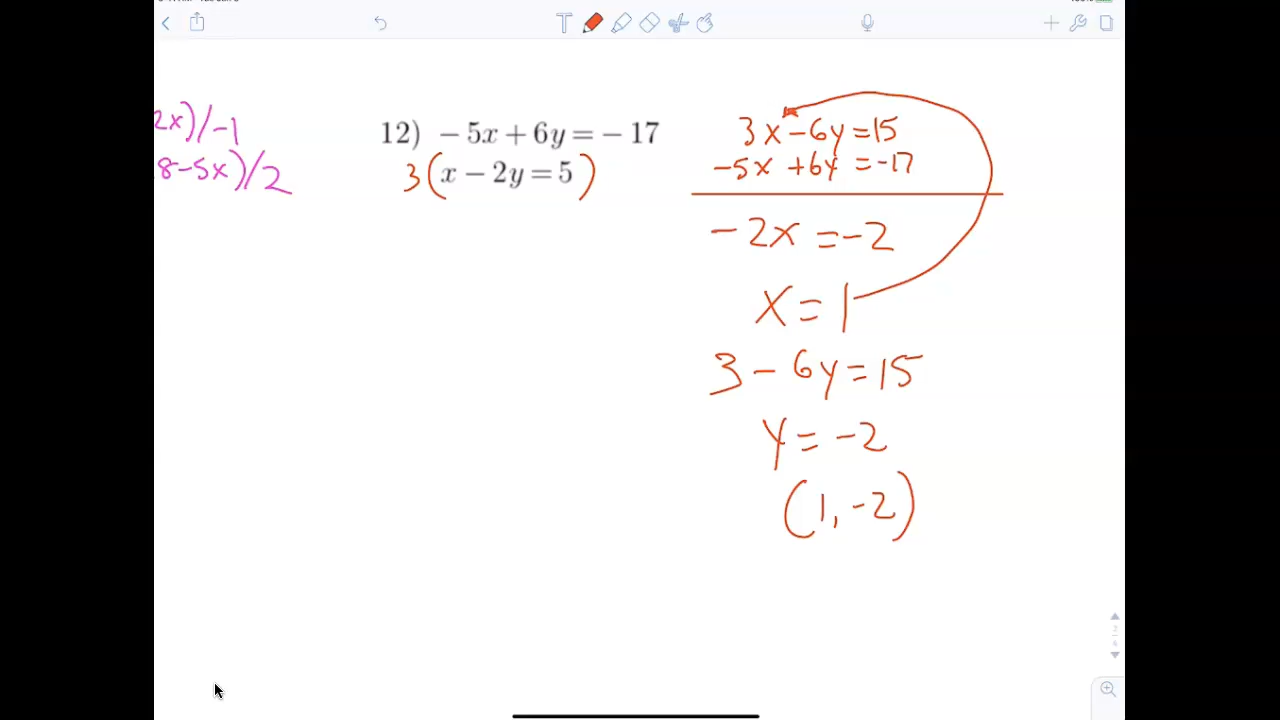 2x)/-1
8-5x)/2
12) -5x + 6y = -17
3(x - 2y = 5)
3x-6y=15
-5x +6y =-17
-2x =-2
x = 1
3 - 6y = 15
y = -2
(1, -2)